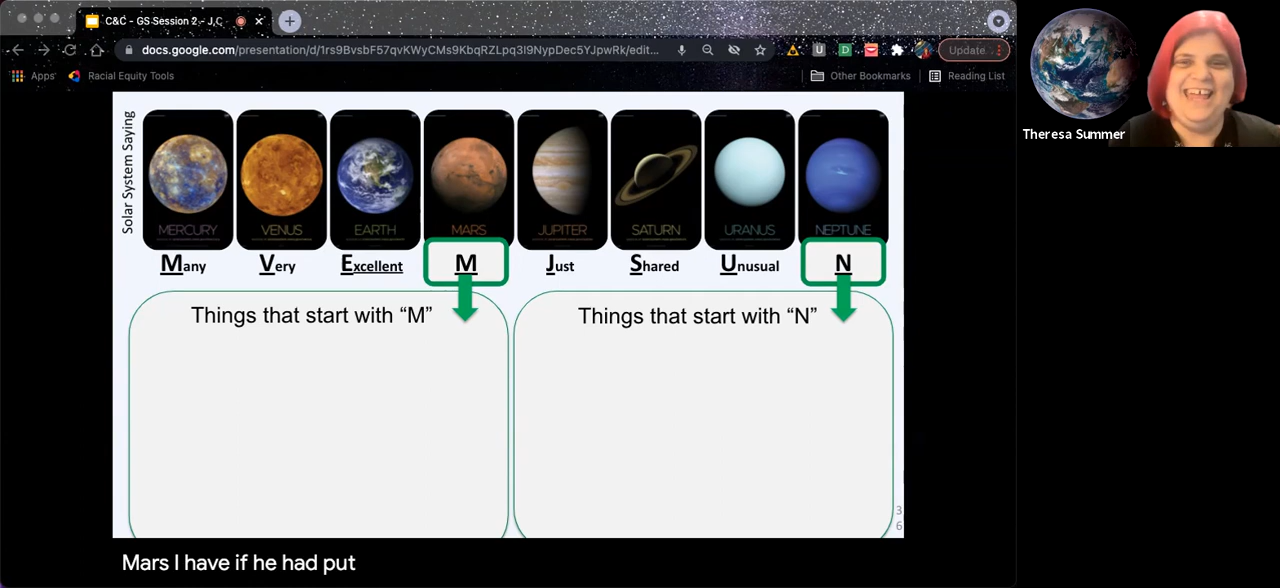 C&C - GS Session 2 - J,C
docs.google.com/presentation/d/1rs9BvsbF57qvKWyCMs9KbqRZLpq3I9NypDec5YJpwRk/edit...
Update
Apps
Racial Equity Tools
Other Bookmarks
Reading List
Theresa Summer
Solar System Saying
MERCURY VENUS EARTH MARS JUPITER SATURN URANUS NEPTUNE
Many Very Excellent M Just Shared Unusual N
Things that start with “M”
Things that start with “N”
3
6
Mars I have if he had put